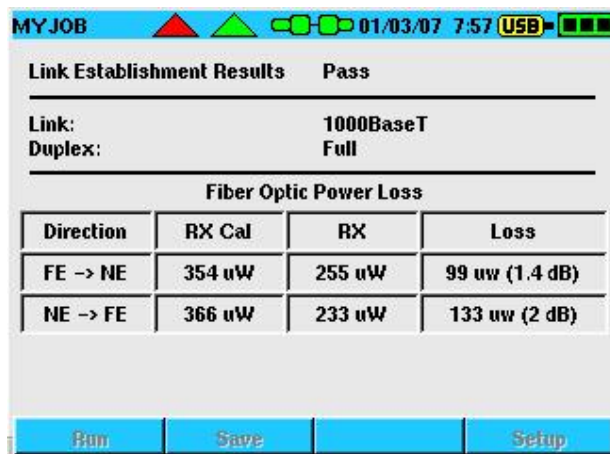 MYJOB 01/03/07 7:57 USB
Link Establishment Results Pass
Link: 1000BaseT
Duplex: Full
Fiber Optic Power Loss
Direction RX Cal RX Loss
FE -> NE 354 uW 255 uW 99 uw (1.4 dB)
NE -> FE 366 uW 233 uW 133 uw (2 dB)
Run Save Setup